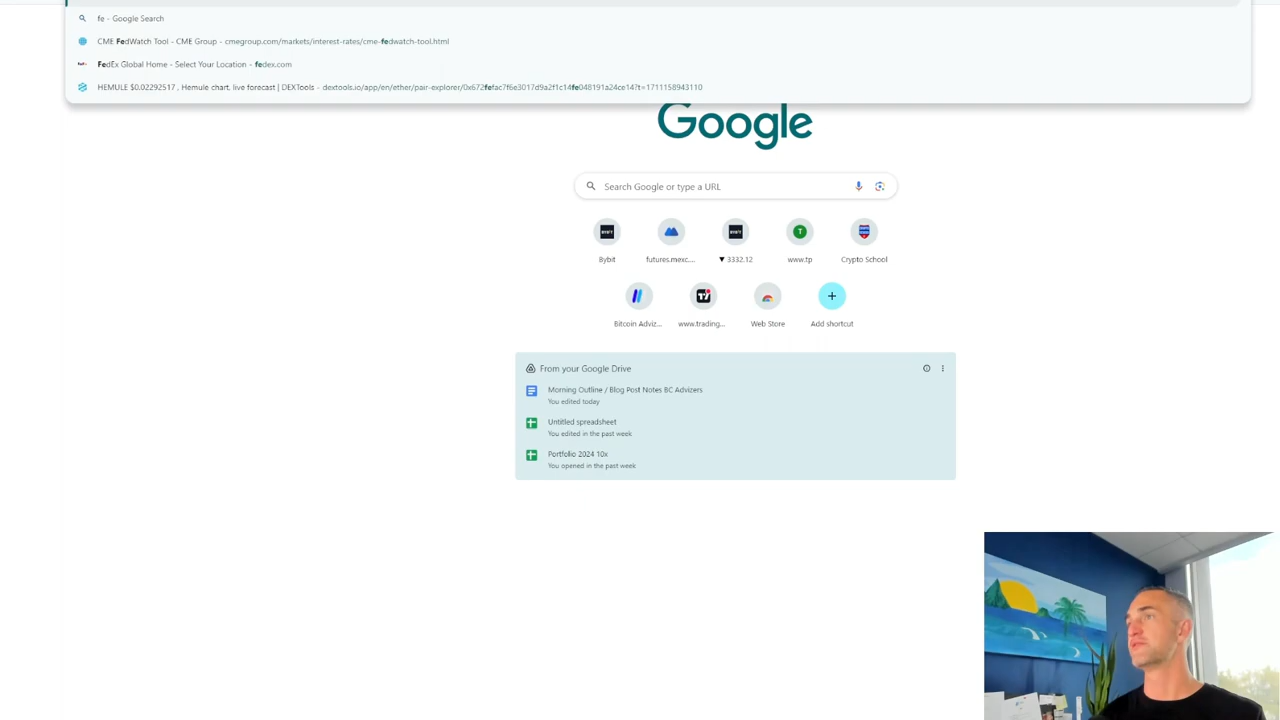 fe - Google Search
CME FedWatch Tool - CME Group - cmegroup.com/markets/interest-rates/cme-fedwatch-tool.html
FedEx Global Home - Select Your Location - fedex.com
HEMULE $0.02292517 . Hemule chart. live forecast | DEXTools - dextools.io/app/en/ether/pair-explorer/0x672fefac7f6e3017d9a2f1c14fe048191a24ce14?t=1711158943110
Google
Search Google or type a URL
Bybit
futures.mexc....
▼ 3332.12
www.tp
Crypto School
Bitcoin Adviz...
www.trading...
Web Store
Add shortcut
From your Google Drive
Morning Outline / Blog Post Notes BC Advizers
You edited today
Untitled spreadsheet
You edited in the past week
Portfolio 2024 10x
You opened in the past week